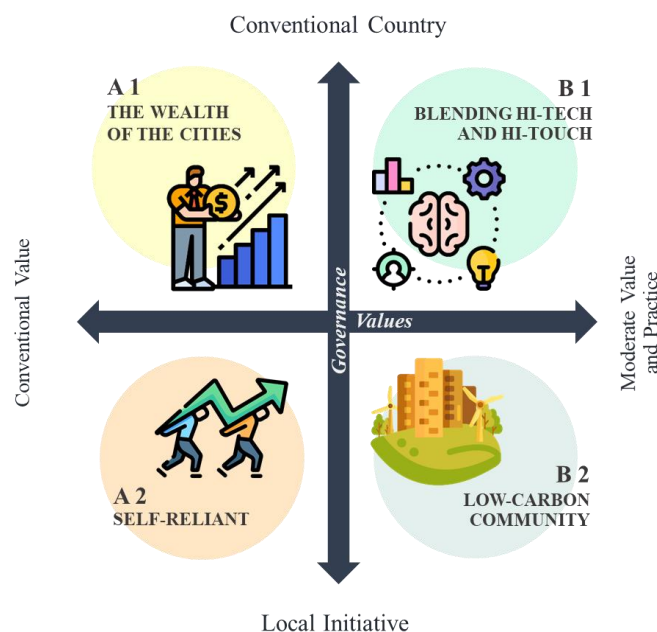 Conventional Country
A 1
THE WEALTH
OF THE CITIES
B 1
BLENDING HI-TECH
AND HI-TOUCH
$
Conventional Value
Governance
Values
Moderate Value
and Practice
A 2
SELF-RELIANT
B 2
LOW-CARBON
COMMUNITY
Local Initiative